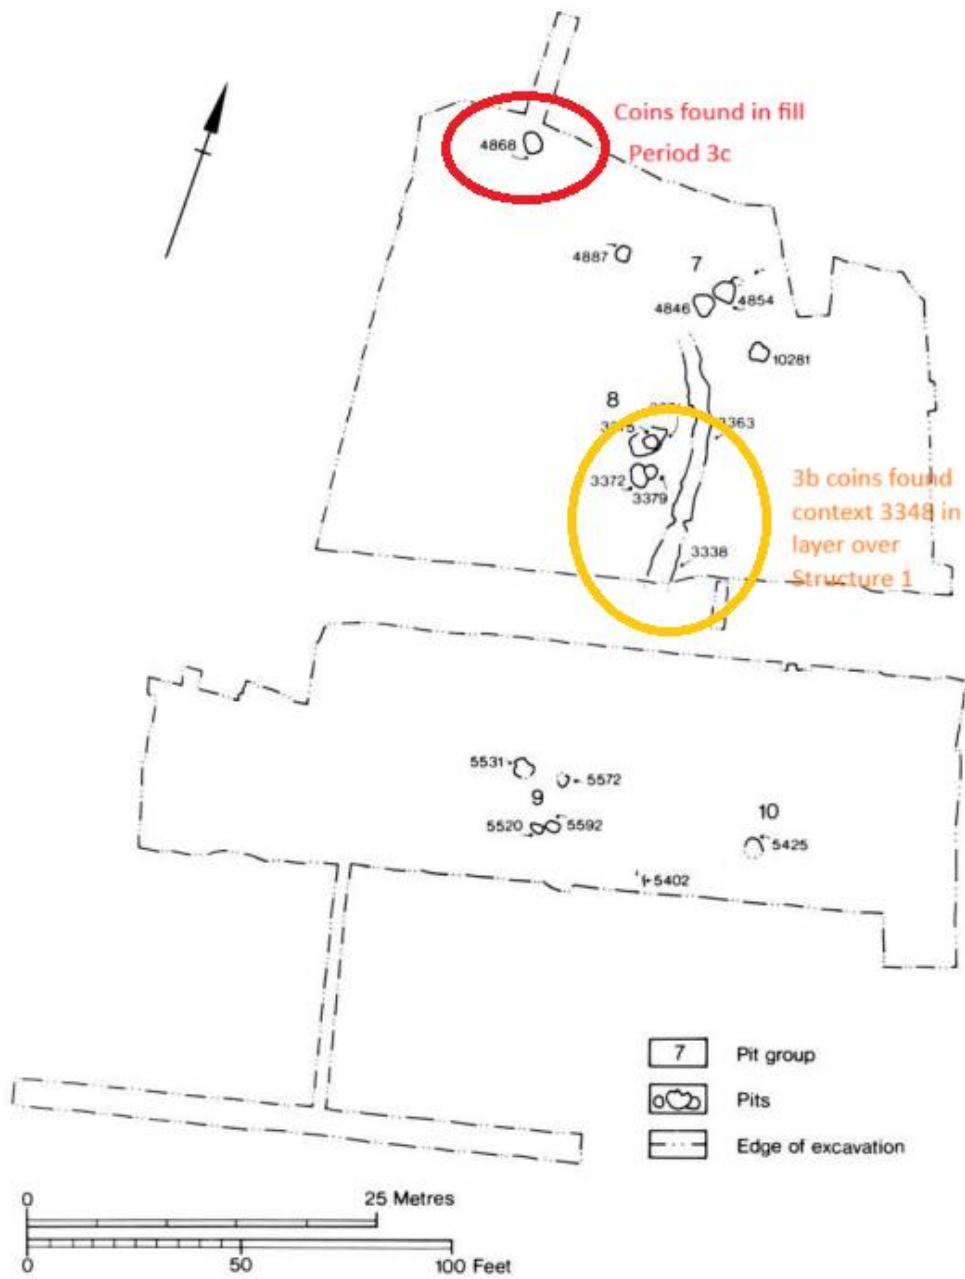 Coins found in fill
Period 3c
4868
4887
7
4846
4854
10281
8
3363
3372
3379
3b coins found
context 3348 in
layer over
Structure 1
3338
5531
5572
9
10
5520
5592
5425
5402
7 Pit group
Pits
Edge of excavation
0 25 Metres
0 50 100 Feet